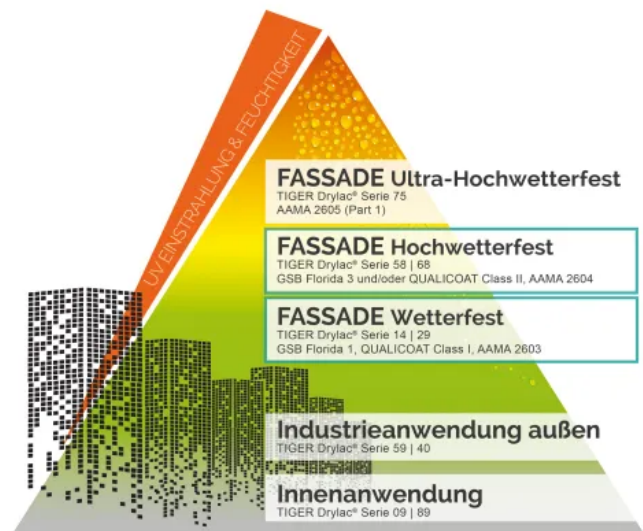 UV EINSTRAHLUNG & FEUCHTIGKEIT
FASSADE Ultra-Hochwetterfest
TIGER Drylac® Serie 75
AAMA 2605 (Part 1)
FASSADE Hochwetterfest
TIGER Drylac® Serie 58 | 68
GSB Florida 3 und/oder QUALICOAT Class II, AAMA 2604
FASSADE Wetterfest
TIGER Drylac® Serie 14 | 29
GSB Florida 1, QUALICOAT Class I, AAMA 2603
Industrieanwendung außen
TIGER Drylac® Serie 59 | 40
Innenanwendung
TIGER Drylac® Serie 09 | 89